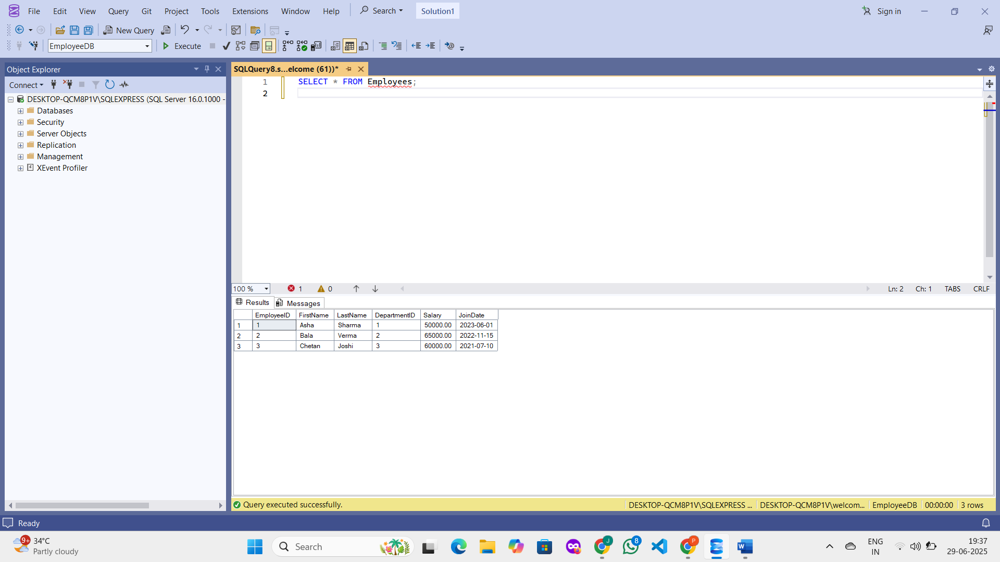 File Edit View Query Git Project Tools Extensions Window Help Search Solution1 Sign in
New Query
EmployeeDB Execute
Object Explorer
Connect
DESKTOP-QCM8P1V\SQLEXPRESS (SQL Server 16.0.1000 -
Databases
Security
Server Objects
Replication
Management
XEvent Profiler
SQLQuery8.s...elcome (61))*
1 SELECT * FROM Employees;
2
100 % 1 0 Ln: 2 Ch: 1 TABS CRLF
Results Messages
EmployeeID FirstName LastName DepartmentID Salary JoinDate
1 1 Asha Sharma 1 50000.00 2023-06-01
2 2 Bala Verma 2 65000.00 2022-11-15
3 3 Chetan Joshi 3 60000.00 2021-07-10
Query executed successfully. DESKTOP-QCM8P1V\SQLEXPRESS ... DESKTOP-QCM8P1V\welcom... EmployeeDB 00:00:00 3 rows
Ready
9+ 34°C
Partly cloudy
Search
J 8 P
ENG
IN
19:37
29-06-2025